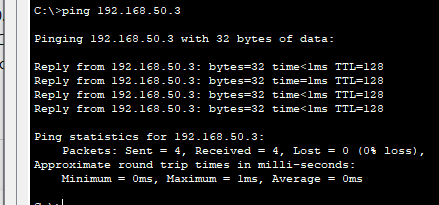 C:\>ping 192.168.50.3
Pinging 192.168.50.3 with 32 bytes of data:
Reply from 192.168.50.3: bytes=32 time<1ms TTL=128
Reply from 192.168.50.3: bytes=32 time=1ms TTL=128
Reply from 192.168.50.3: bytes=32 time<1ms TTL=128
Reply from 192.168.50.3: bytes=32 time<1ms TTL=128
Ping statistics for 192.168.50.3:
Packets: Sent = 4, Received = 4, Lost = 0 (0% loss),
Approximate round trip times in milli-seconds:
Minimum = 0ms, Maximum = 1ms, Average = 0ms
C:\>